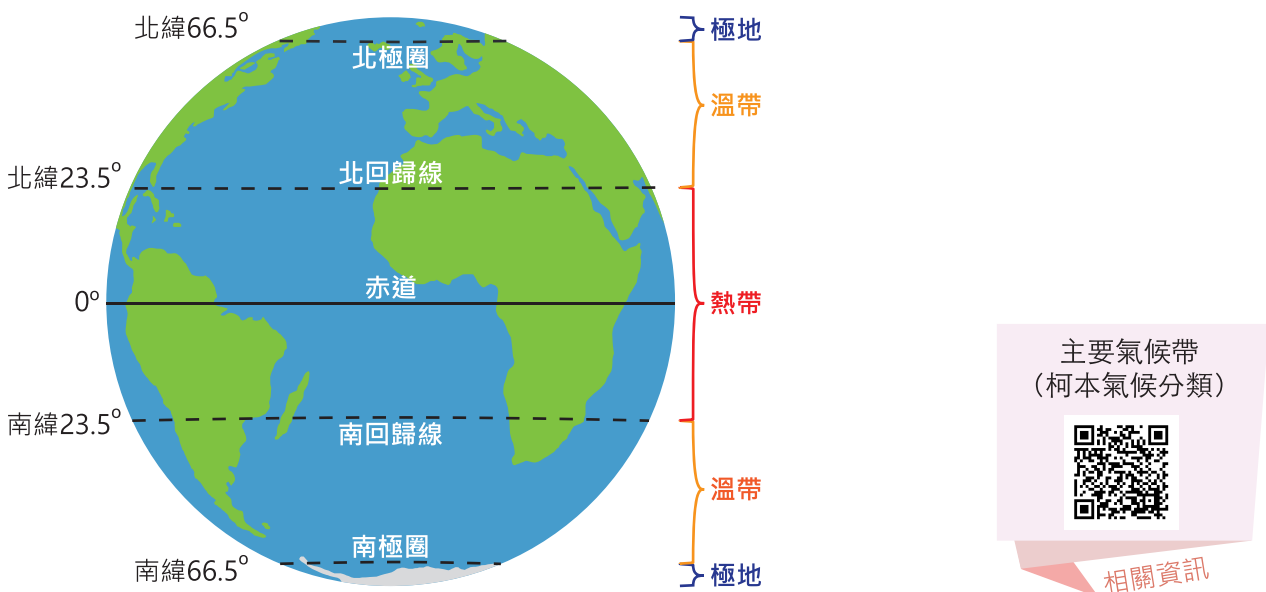 北緯66.5°
極地
北極圈
溫帶
北回歸線
北緯23.5°
赤道
0°
熱帶
主要氣候帶
（柯本氣候分類）
南緯23.5°
南回歸線
溫帶
南極圈
南緯66.5°
極地
相關資訊